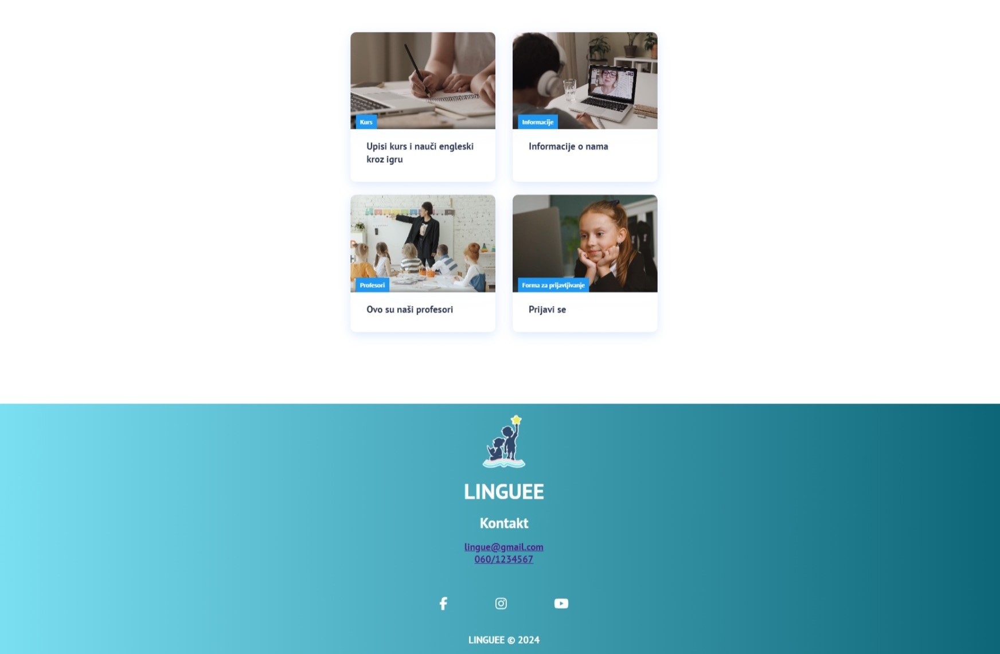 Kurs
Upisi kurs i nauči engleski
kroz igru
Informacije
Informacije o nama
Profesori
Ovo su naši profesori
Forma za prijavljivanje
Prijavi se
LINGUEE
Kontakt
lingue@gmail.com
060/1234567
LINGUEE © 2024